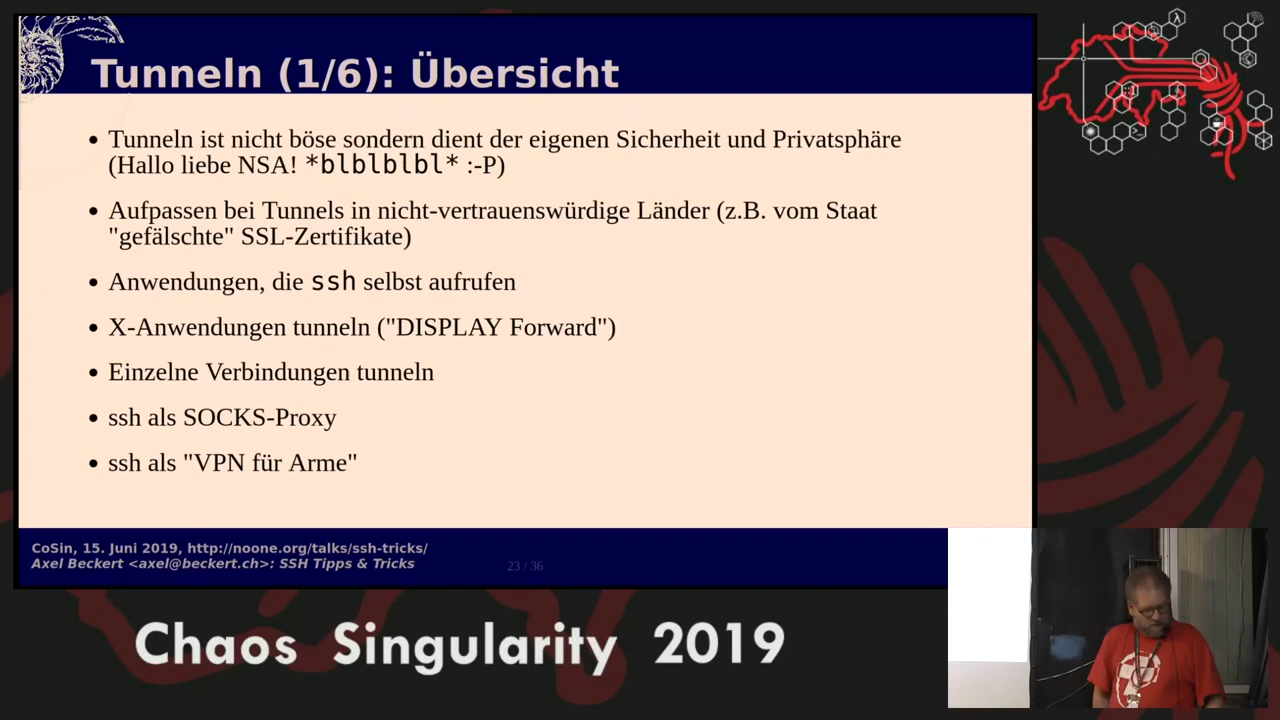 Tunneln (1/6): Übersicht
• Tunneln ist nicht böse sondern dient der eigenen Sicherheit und Privatsphäre
(Hallo liebe NSA! *blblblbl* :-P)
• Aufpassen bei Tunnels in nicht-vertrauenswürdige Länder (z.B. vom Staat
"gefälschte" SSL-Zertifikate)
• Anwendungen, die ssh selbst aufrufen
• X-Anwendungen tunneln ("DISPLAY Forward")
• Einzelne Verbindungen tunneln
• ssh als SOCKS-Proxy
• ssh als "VPN für Arme"
CoSin, 15. Juni 2019, http://noone.org/talks/ssh-tricks/
Axel Beckert <axel@beckert.ch>: SSH Tipps & Tricks
23 / 36
Chaos Singularity 2019